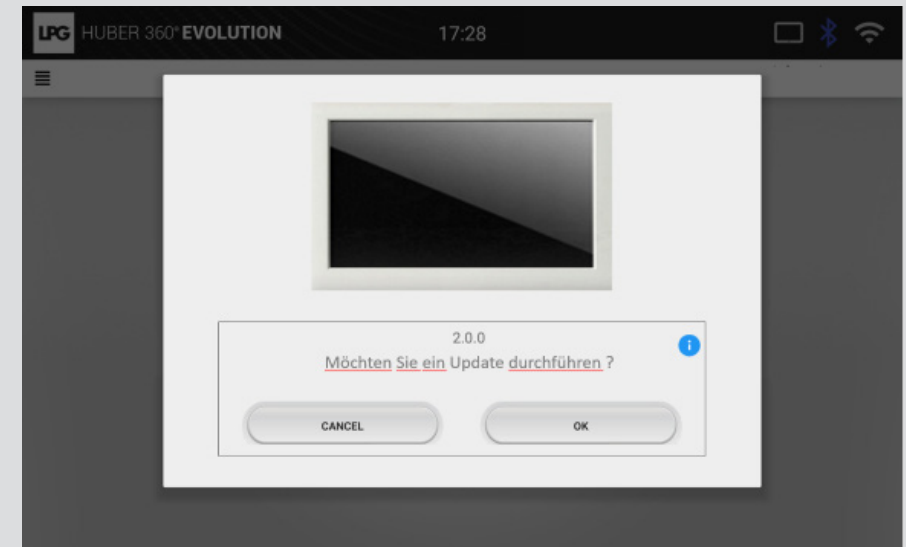 LPG HUBER 360° EVOLUTION 17:28
2.0.0
Möchten Sie ein Update durchführen ?
CANCEL OK